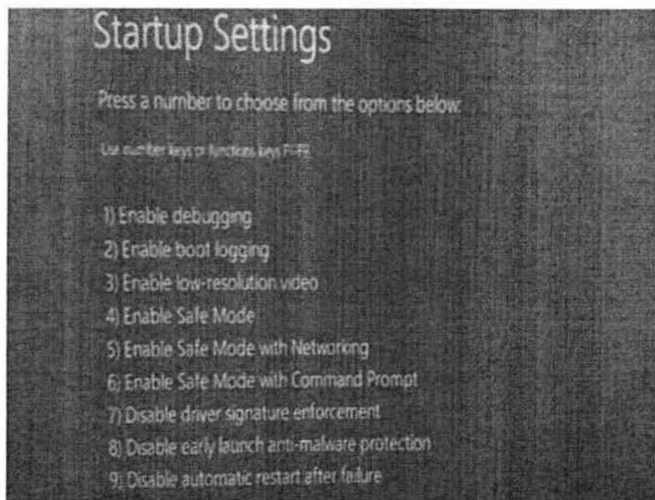 Startup Settings
Press a number to choose from the options below:
Use number keys or functions keys F1-F9.
1) Enable debugging
2) Enable boot logging
3) Enable low-resolution video
4) Enable Safe Mode
5) Enable Safe Mode with Networking
6) Enable Safe Mode with Command Prompt
7) Disable driver signature enforcement
8) Disable early launch anti-malware protection
9) Disable automatic restart after failure